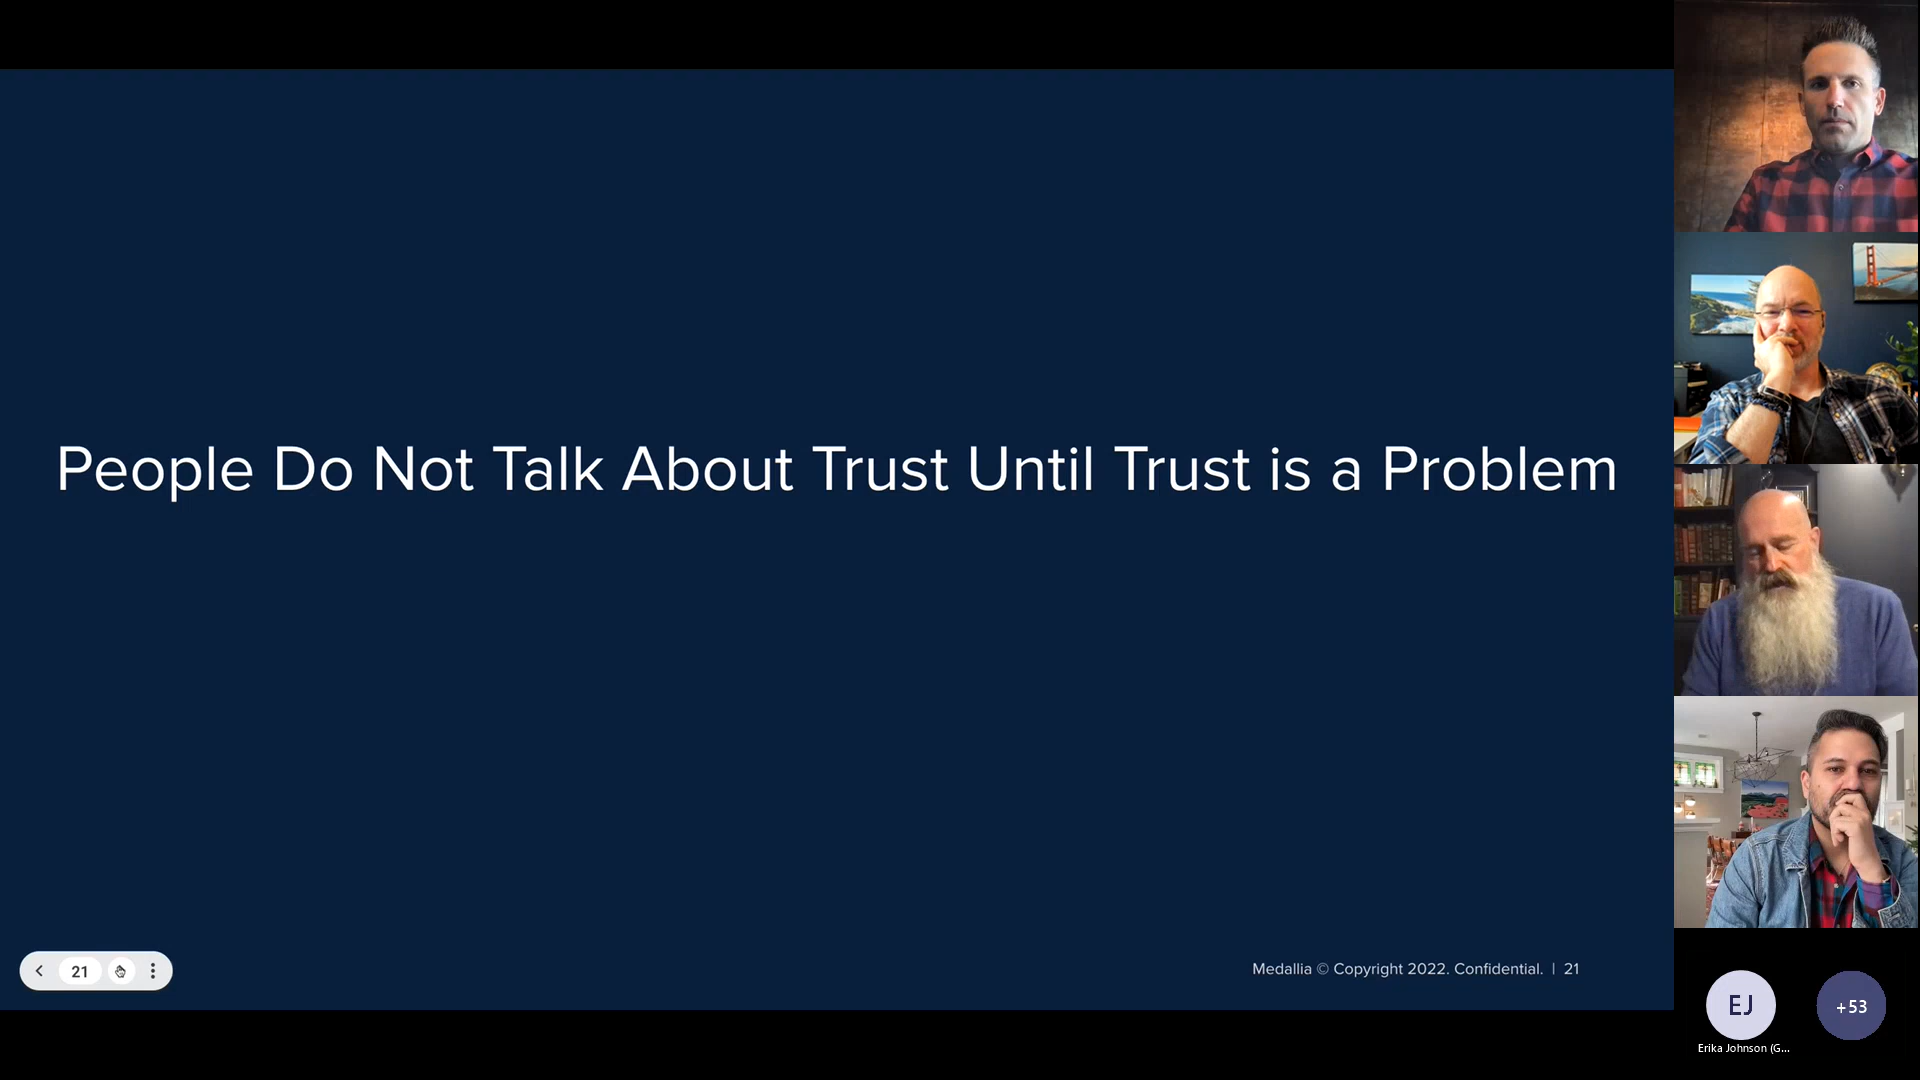 People Do Not Talk About Trust Until Trust is a Problem
21
Medallia © Copyright 2022. Confidential. | 21
EJ
+53
Erika Johnson (G...